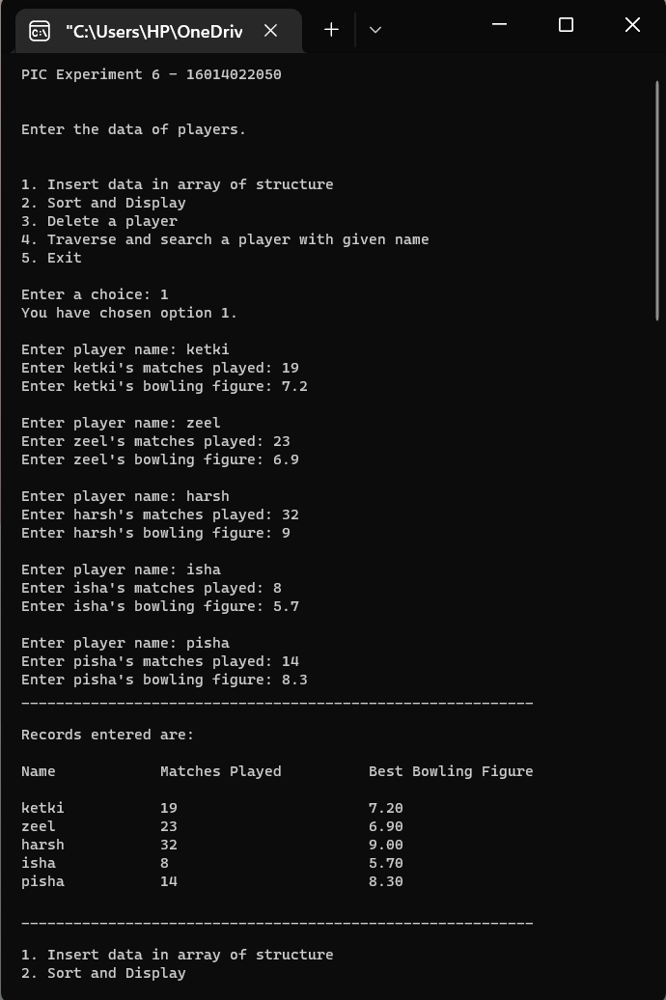 "C:\Users\HP\OneDriv
PIC Experiment 6 - 16014022050
Enter the data of players.
1. Insert data in array of structure
2. Sort and Display
3. Delete a player
4. Traverse and search a player with given name
5. Exit
Enter a choice: 1
You have chosen option 1.
Enter player name: ketki
Enter ketki's matches played: 19
Enter ketki's bowling figure: 7.2
Enter player name: zeel
Enter zeel's matches played: 23
Enter zeel's bowling figure: 6.9
Enter player name: harsh
Enter harsh's matches played: 32
Enter harsh's bowling figure: 9
Enter player name: isha
Enter isha's matches played: 8
Enter isha's bowling figure: 5.7
Enter player name: pisha
Enter pisha's matches played: 14
Enter pisha's bowling figure: 8.3
___________________________________________________________
Records entered are:
Name Matches Played Best Bowling Figure
ketki 19 7.20
zeel 23 6.90
harsh 32 9.00
isha 8 5.70
pisha 14 8.30
___________________________________________________________
1. Insert data in array of structure
2. Sort and Display